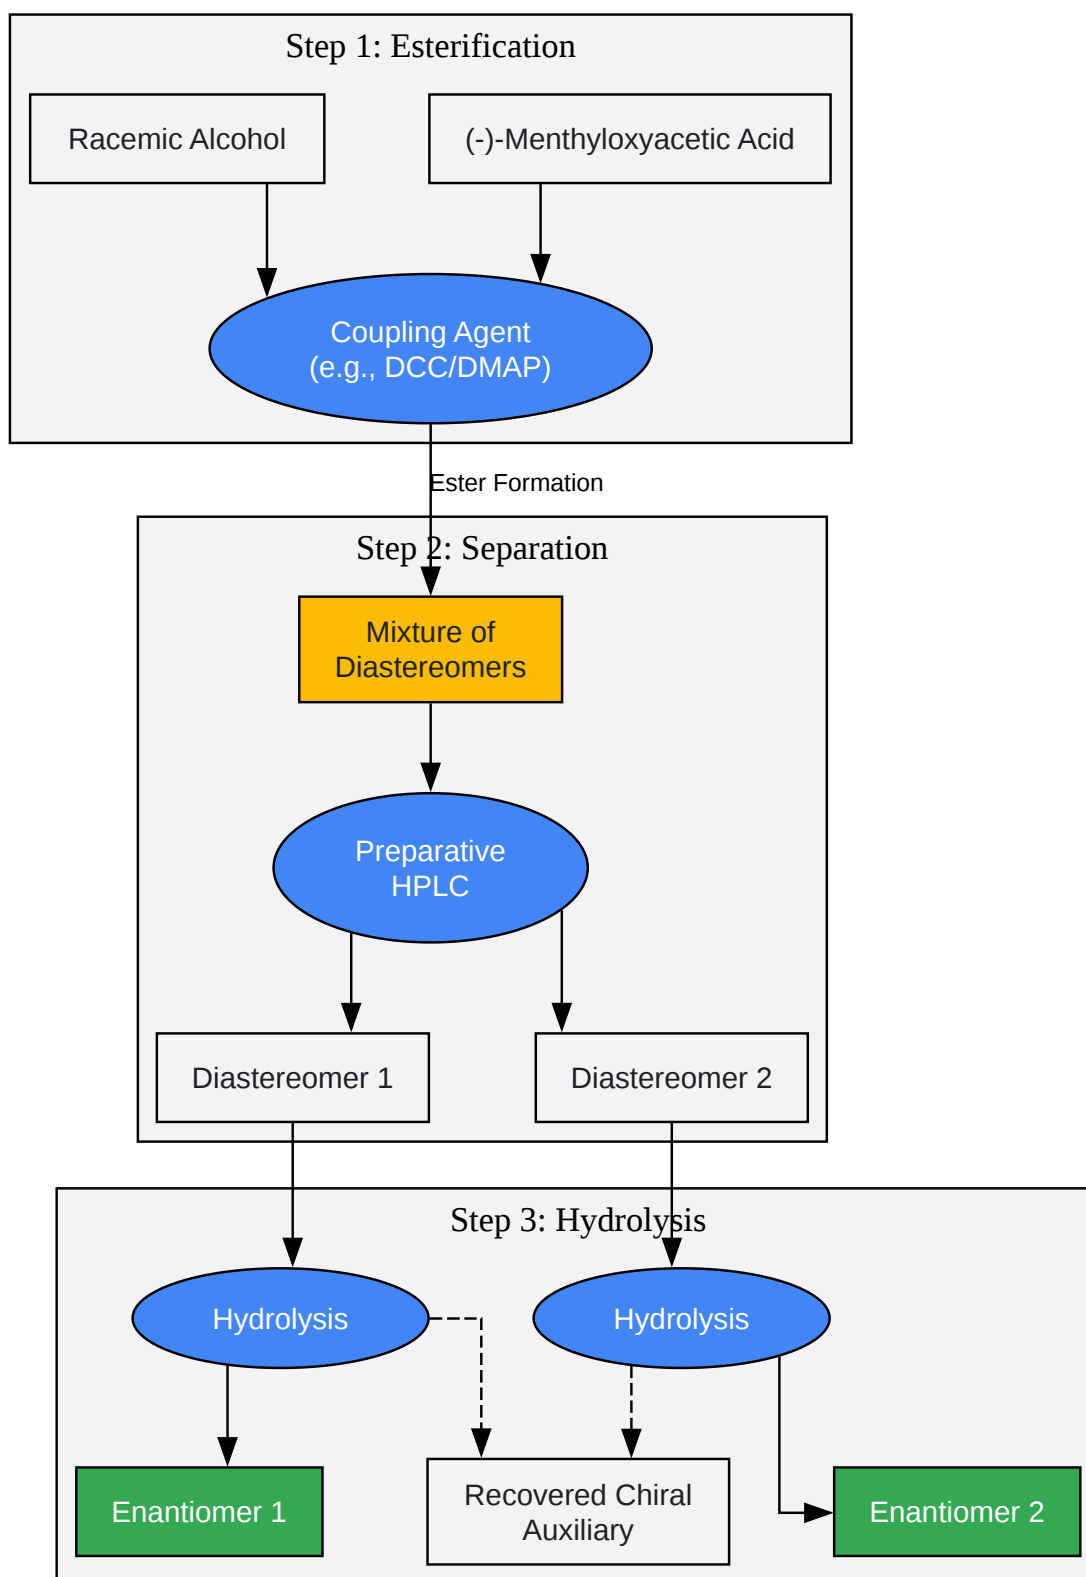 Step 1: Esterification
Racemic Alcohol
(-)-Menthyloxyacetic Acid
Coupling Agent
(e.g., DCC/DMAP)
Ester Formation
Step 2: Separation
Mixture of
Diastereomers
Preparative
HPLC
Diastereomer 1
Diastereomer 2
Step 3: Hydrolysis
Hydrolysis
Hydrolysis
Enantiomer 1
Recovered Chiral
Auxiliary
Enantiomer 2